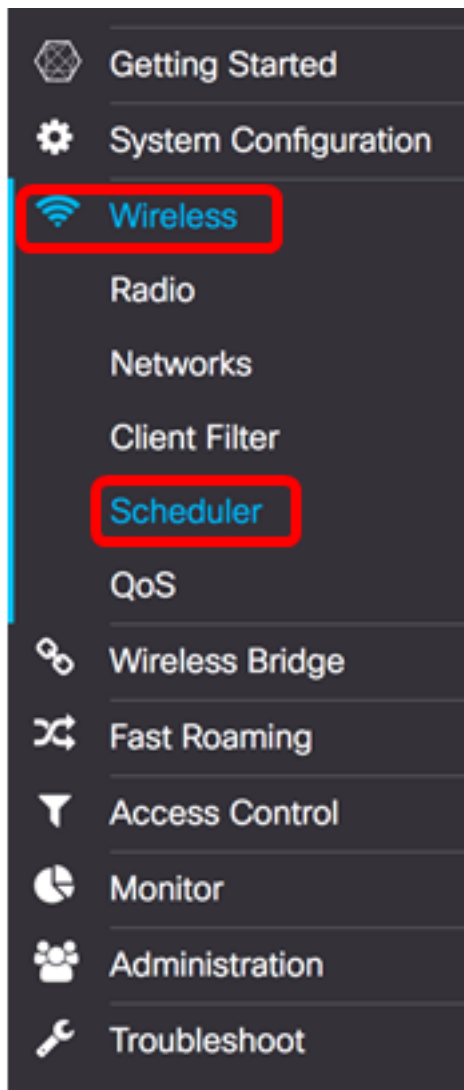 Getting Started
System Configuration
Wireless
Radio
Networks
Client Filter
Scheduler
QoS
Wireless Bridge
Fast Roaming
Access Control
Monitor
Administration
Troubleshoot